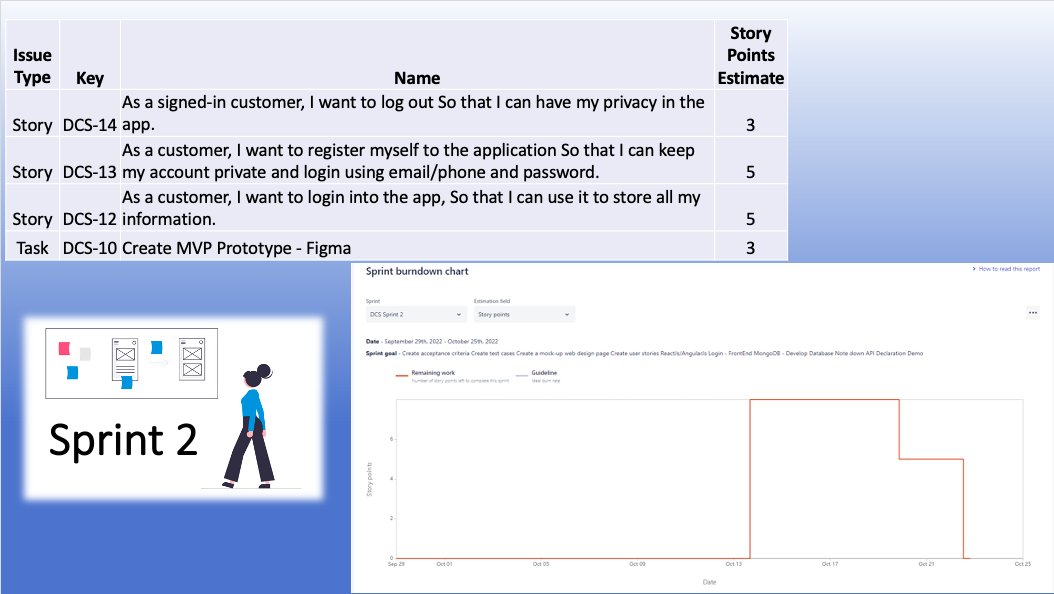 Issue Type Key Name Story Points Estimate
Story DCS-14 As a signed-in customer, I want to log out So that I can have my privacy in the app. 3
Story DCS-13 As a customer, I want to register myself to the application So that I can keep my account private and login using email/phone and password. 5
Story DCS-12 As a customer, I want to login into the app, So that I can use it to store all my information. 5
Task DCS-10 Create MVP Prototype - Figma 3
Sprint 2
Sprint burndown chart
How to read this report
Sprint
Estimation field
DCS Sprint 2
Story points
Date - September 29th, 2022 - October 25th, 2022
Sprint goal - Create acceptance criteria Create test cases Create a mock-up web design page Create user stories ReactJs/AngularJs Login - FrontEnd MongoDB - Develop Database Note down API Declaration Demo
Remaining work
Number of story points left to complete this sprint
Guideline
Ideal burn rate
Story points
6
4
2
0
Sep 29 Oct 01 Oct 05 Oct 09 Oct 13 Oct 17 Oct 21 Oct 25
Date